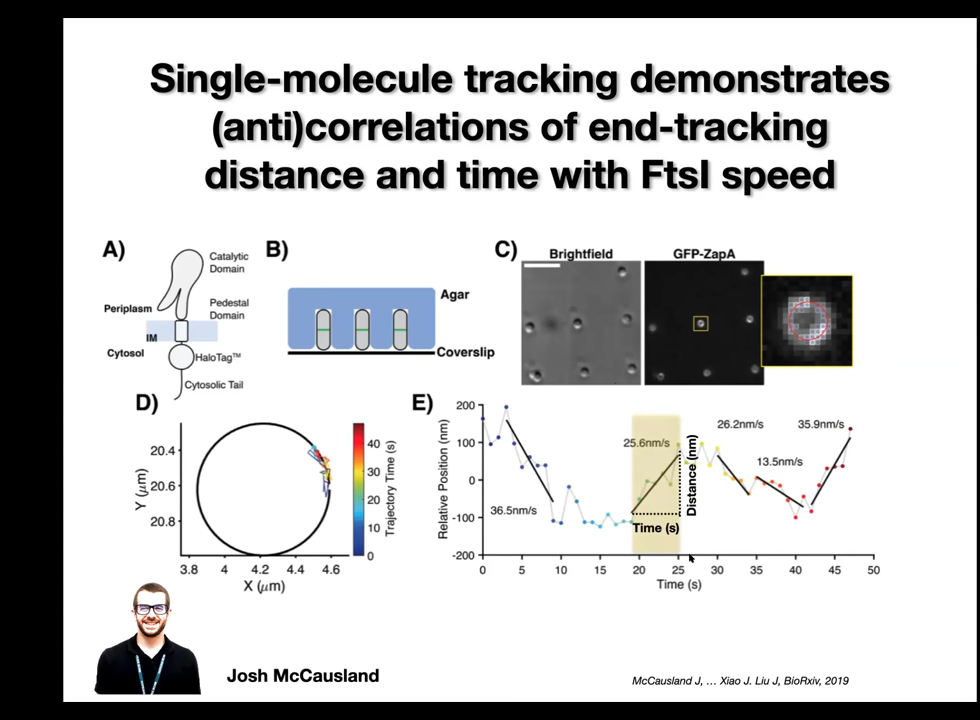 Single-molecule tracking demonstrates
(anti)correlations of end-tracking
distance and time with FtsI speed
A)
Catalytic
Domain
Periplasm
Pedestal
Domain
IM
Cytosol
HaloTag™
Cytosolic Tail
B)
Agar
Coverslip
C)
Brightfield
GFP-ZapA
D)
Y (μm)
20.4
20.6
20.8
3.8 4 4.2 4.4 4.6
X (μm)
40
30
20
10
0
Trajectory Time (s)
E)
Relative Position (nm)
200
100
0
-100
-200
36.5nm/s
25.6nm/s
26.2nm/s
13.5nm/s
35.9nm/s
Distance (nm)
Time (s)
0 5 10 15 20 25 30 35 40 45 50
Time (s)
Josh McCausland
McCausland J, ... Xiao J. Liu J, BioRxiv, 2019